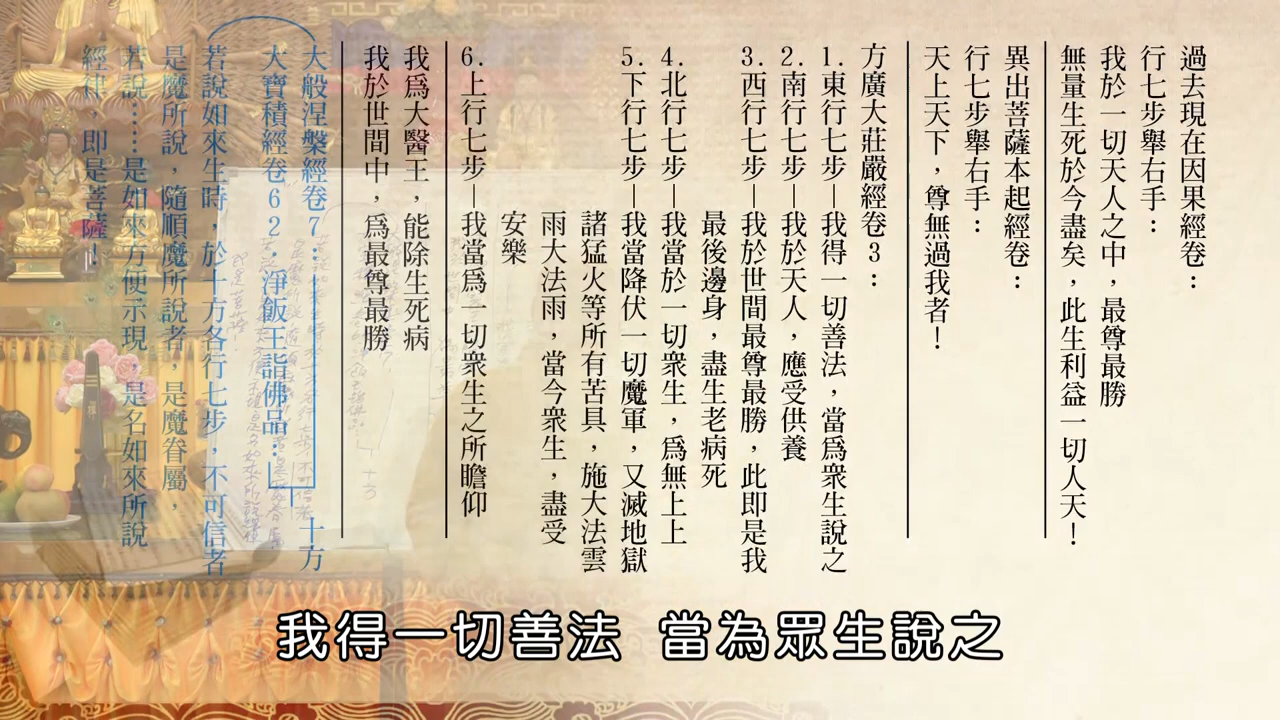 過去現在因果經卷：
行七步舉右手：
我於一切天人之中，最尊最勝
無量生死於今盡矣，此生利益一切人天！
異出菩薩本起經卷：
行七步舉右手：
天上天下，尊無過我者！
方廣大莊嚴經卷3：
1.東行七步—我得一切善法，當爲衆生說之
2.南行七步—我於天人，應受供養
3.西行七步—我於世間最尊最勝，此即是我
最後邊身，盡生老病死
4.北行七步—我當於一切衆生，爲無上上
5.下行七步—我當降伏一切魔軍，又滅地獄
諸猛火等所有苦具，施大法雲
雨大法雨，當今衆生，盡受
安樂
6.上行七步—我當爲一切衆生之所瞻仰
我爲大醫王，能除生死病
我於世間中，爲最尊最勝
大般涅槃經卷7：
十方
大寶積經卷62．淨飯王詣佛品：
若說如來生時，於十方各行七步，不可信者
是魔所說，隨順魔所說者，是魔眷屬，
若說……是如來方便示現，是名如來所說
經律，即是菩薩！
我得一切善法 當為眾生說之